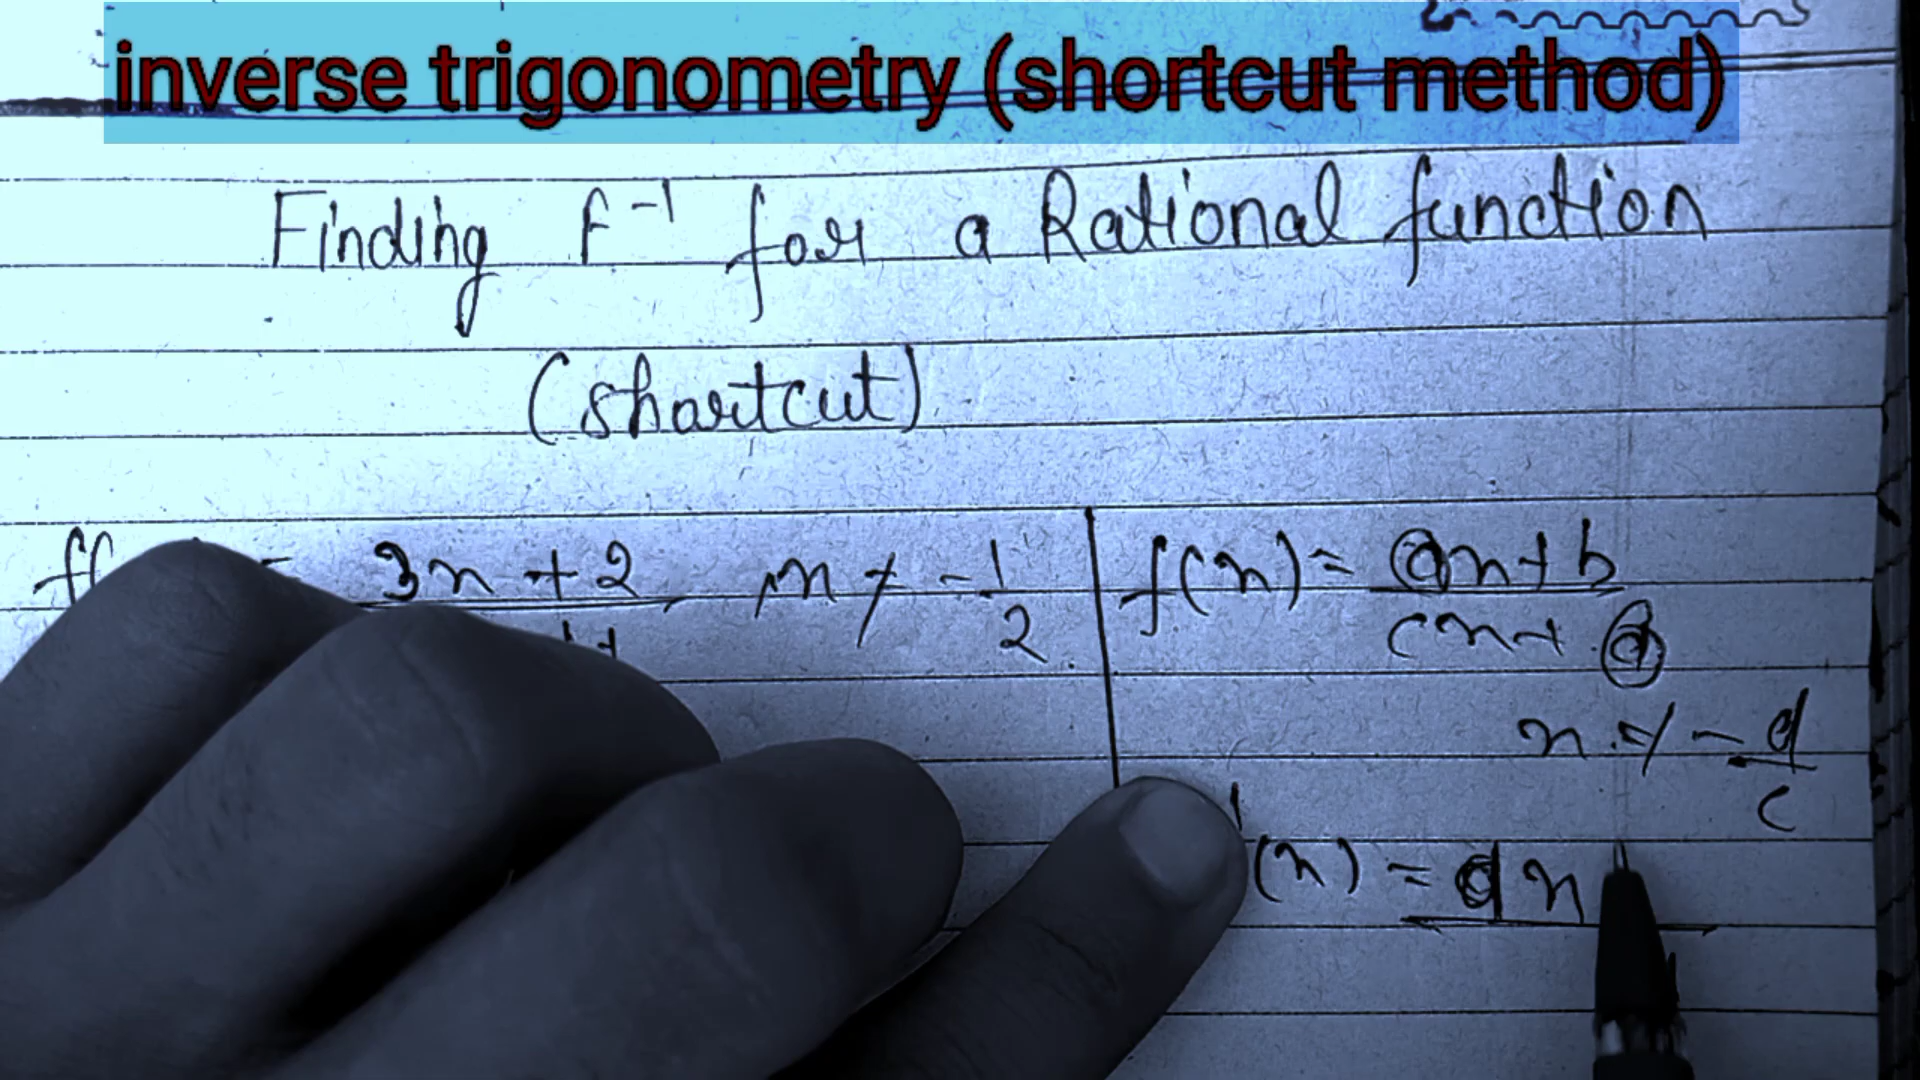 inverse trigonometry (shortcut method)
Finding F⁻¹ for a Rational function
(shortcut)
3x + 2
x ≠ -1/2
f(x) = ax + b
cx + d
x ≠ -d/c
(x) = dx